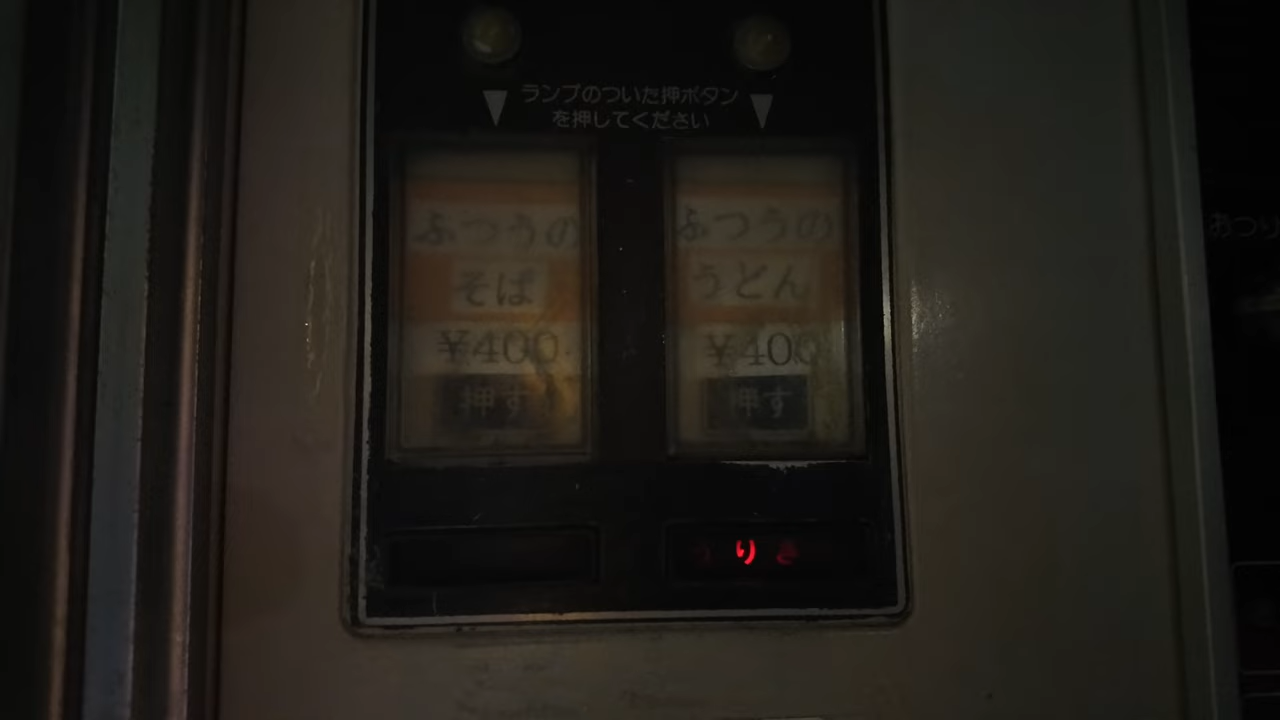 ランプのついた押ボタン
を押してください
ふつうの
そば
¥400
押す
ふつうの
うどん
¥400
押す
り